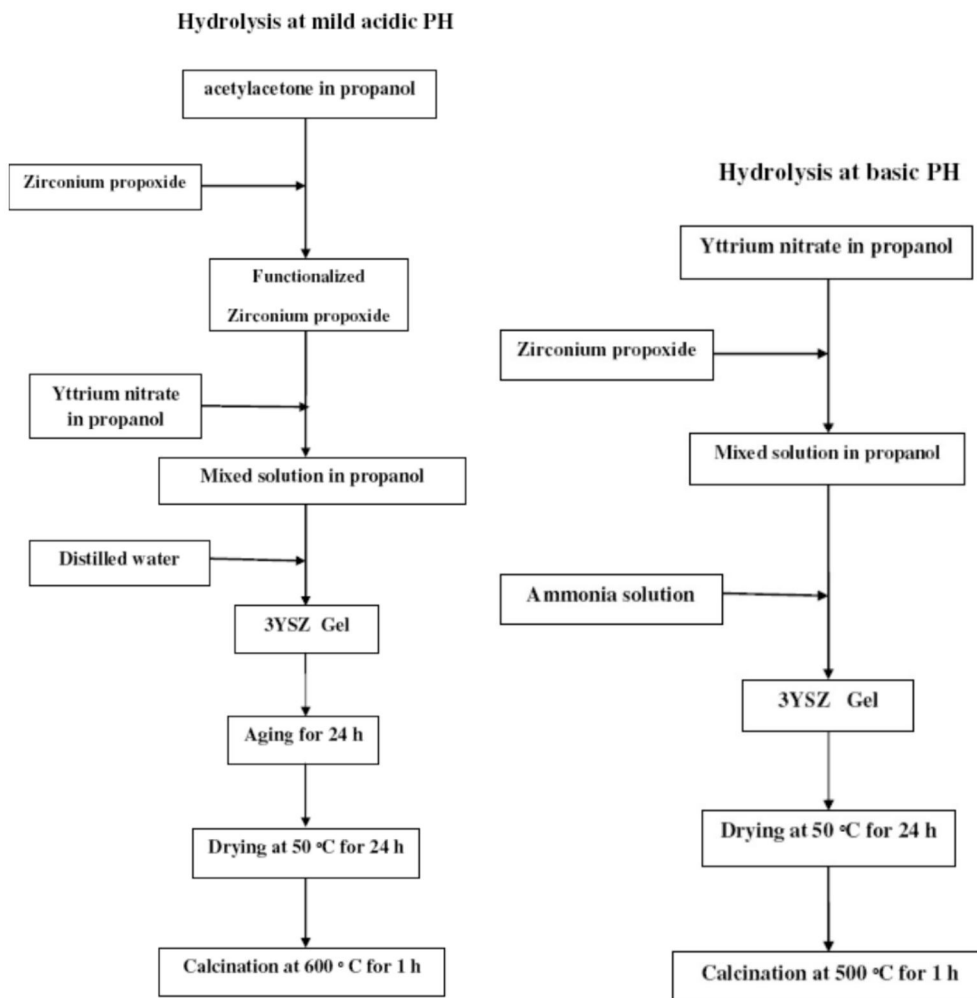 Hydrolysis at mild acidic PH
acetylacetone in propanol
Zirconium propoxide
Functionalized
Zirconium propoxide
Yttrium nitrate
in propanol
Mixed solution in propanol
Distilled water
3YSZ Gel
Aging for 24 h
Drying at 50 °C for 24 h
Calcination at 600 ° C for 1 h
Hydrolysis at basic PH
Yttrium nitrate in propanol
Zirconium propoxide
Mixed solution in propanol
Ammonia solution
3YSZ Gel
Drying at 50 °C for 24 h
Calcination at 500 °C for 1 h